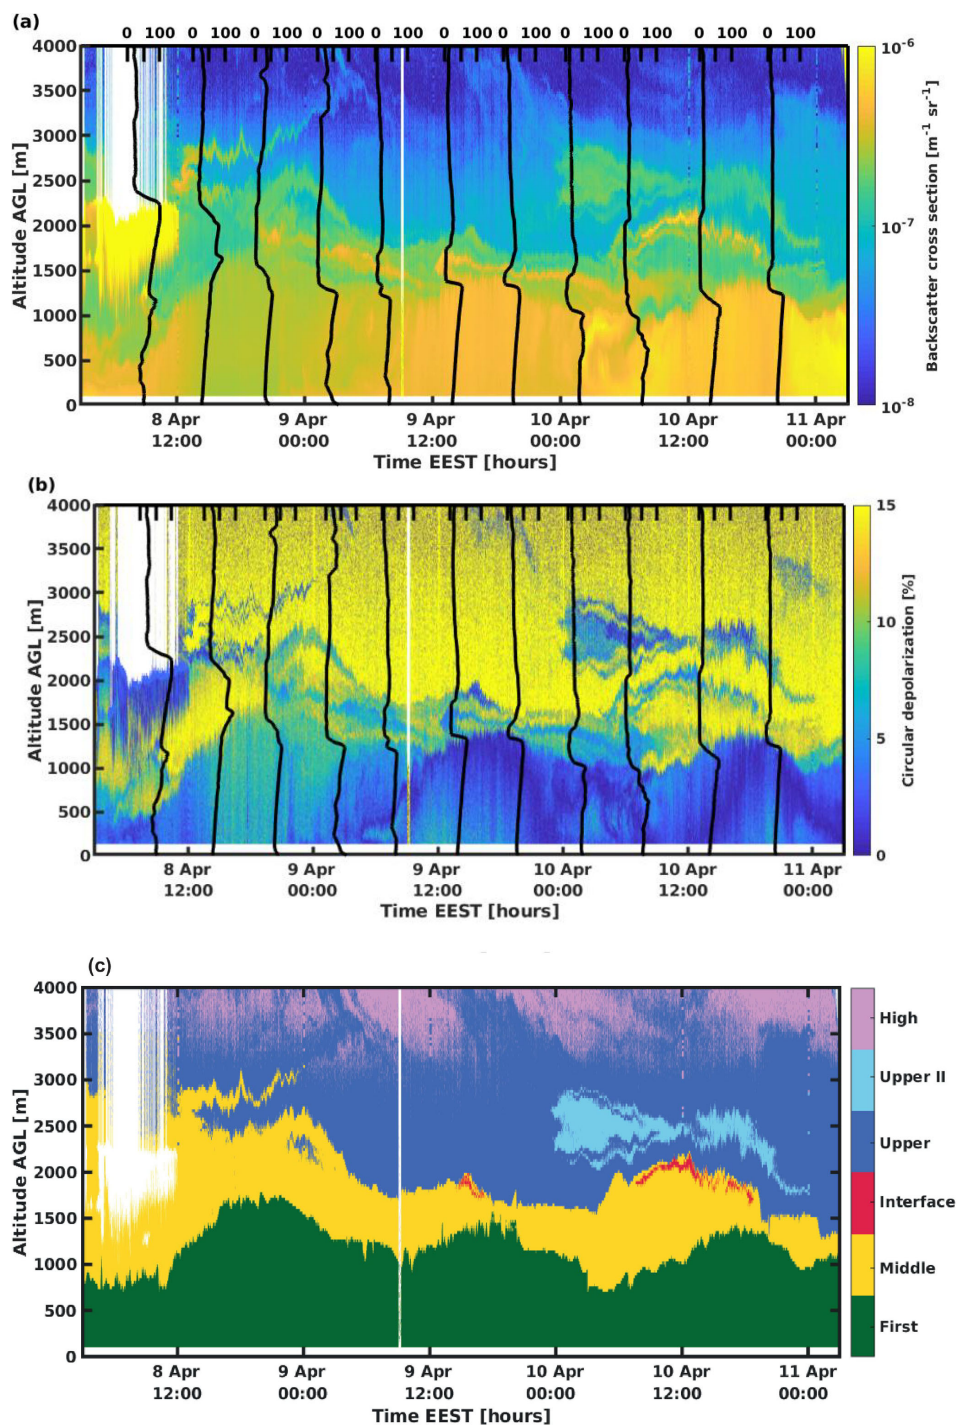 (a)
0 100 0 100 0 100 0 100 0 100 0 100 0 100 0 100 0 100 0 100 0 100
4000
3500
3000
2500
2000
1500
1000
500
0
Altitude AGL [m]
8 Apr 9 Apr 9 Apr 10 Apr 10 Apr 11 Apr
12:00 00:00 12:00 00:00 12:00 00:00
Time EEST [hours]
10-6
10-7
10-8
Backscatter cross section [m-1 sr-1]
(b)
4000
3500
3000
2500
2000
1500
1000
500
0
Altitude AGL [m]
8 Apr 9 Apr 9 Apr 10 Apr 10 Apr 11 Apr
12:00 00:00 12:00 00:00 12:00 00:00
Time EEST [hours]
15
10
5
0
Circular depolarization [%]
(c)
4000
3500
3000
2500
2000
1500
1000
500
0
Altitude AGL [m]
8 Apr 9 Apr 9 Apr 10 Apr 10 Apr 11 Apr
12:00 00:00 12:00 00:00 12:00 00:00
Time EEST [hours]
High
Upper II
Upper
Interface
Middle
First